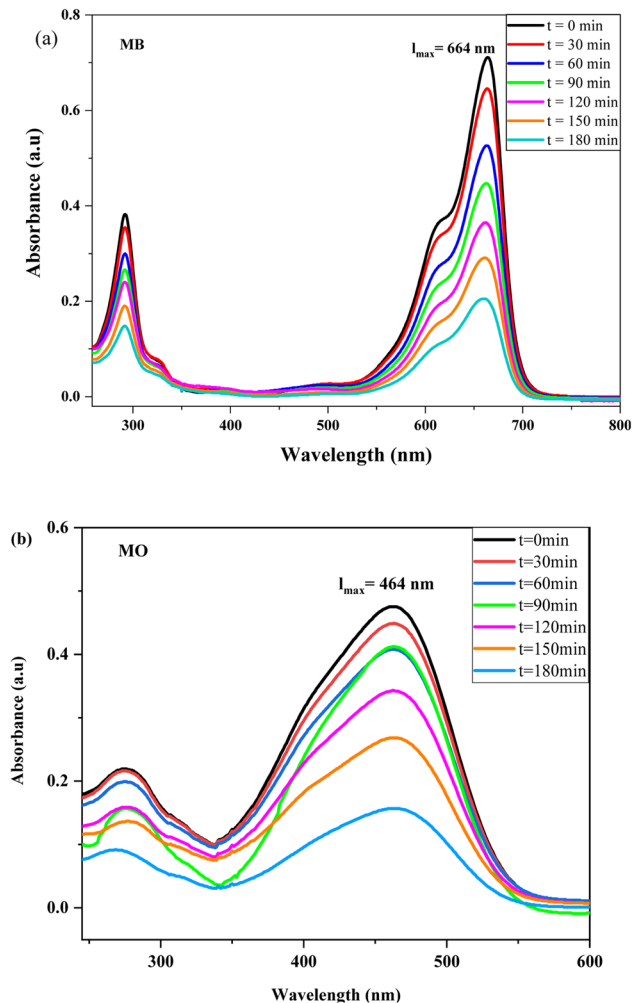 (a)
MB
l_max = 664 nm
t = 0 min
t = 30 min
t = 60 min
t = 90 min
t = 120 min
t = 150 min
t = 180 min
0.8
0.6
0.4
0.2
0.0
Absorbance (a.u)
300 400 500 600 700 800
Wavelength (nm)
(b)
MO
l_max= 464 nm
t=0min
t=30min
t=60min
t=90min
t=120min
t=150min
t=180min
0.6
0.4
0.2
0.0
Absorbance (a.u)
300 400 500 600
Wavelength (nm)